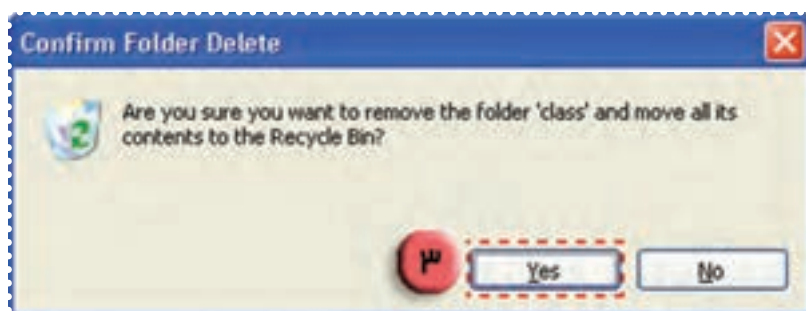 Confirm Folder Delete
Are you sure you want to remove the folder 'class' and move all its
contents to the Recycle Bin?
۳
Yes
No